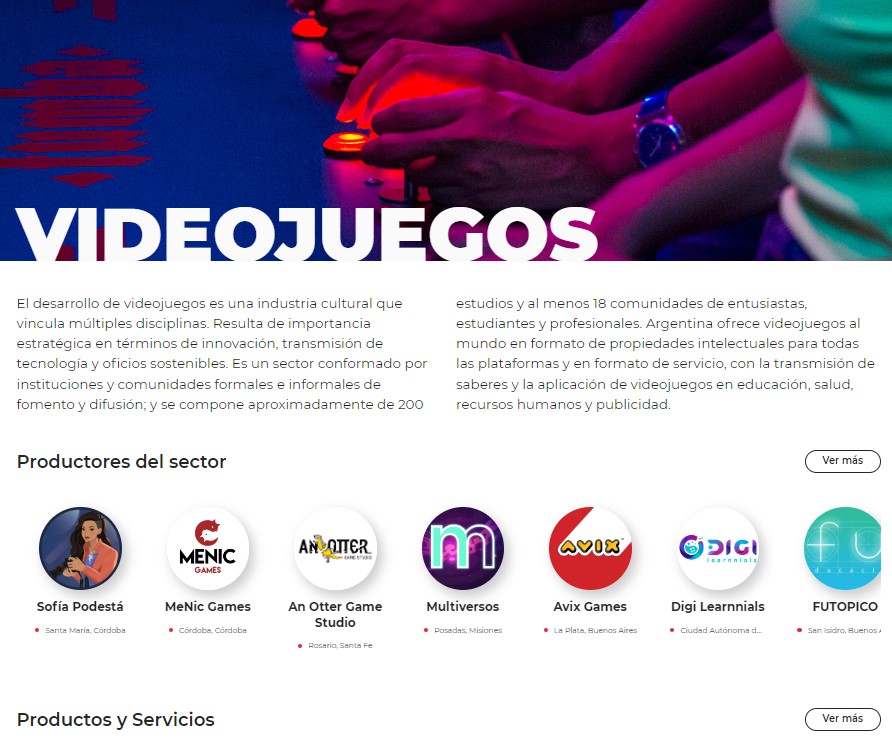 VIDEOJUEGOS
El desarrollo de videojuegos es una industria cultural que
vincula múltiples disciplinas. Resulta de importancia
estratégica en términos de innovación, transmisión de
tecnología y oficios sostenibles. Es un sector conformado por
instituciones y comunidades formales e informales de
fomento y difusión; y se compone aproximadamente de 200
estudios y al menos 18 comunidades de entusiastas,
estudiantes y profesionales. Argentina ofrece videojuegos al
mundo en formato de propiedades intelectuales para todas
las plataformas y en formato de servicio, con la transmisión de
saberes y la aplicación de videojuegos en educación, salud,
recursos humanos y publicidad.
Productores del sector
Ver más
MENIC
GAMES
AN OTTER
GAME STUDIO
m
AVIX
DIGI
learnnials
fu
Sofía Podestá
Santa María, Córdoba
MeNic Games
Córdoba, Córdoba
An Otter Game
Studio
Rosario, Santa Fe
Multiversos
Posadas, Misiones
Avix Games
La Plata, Buenos Aires
Digi Learnnials
Ciudad Autónoma d...
FUTOPICO
San Isidro, Buenos A
Productos y Servicios
Ver más